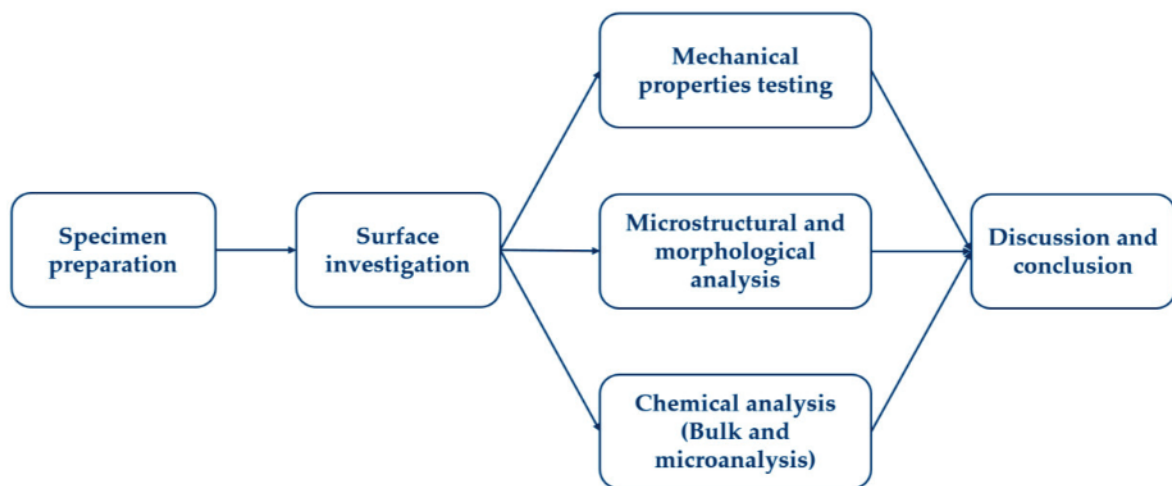 Specimen
preparation
Surface
investigation
Mechanical
properties testing
Microstructural and
morphological
analysis
Chemical analysis
(Bulk and
microanalysis)
Discussion and
conclusion